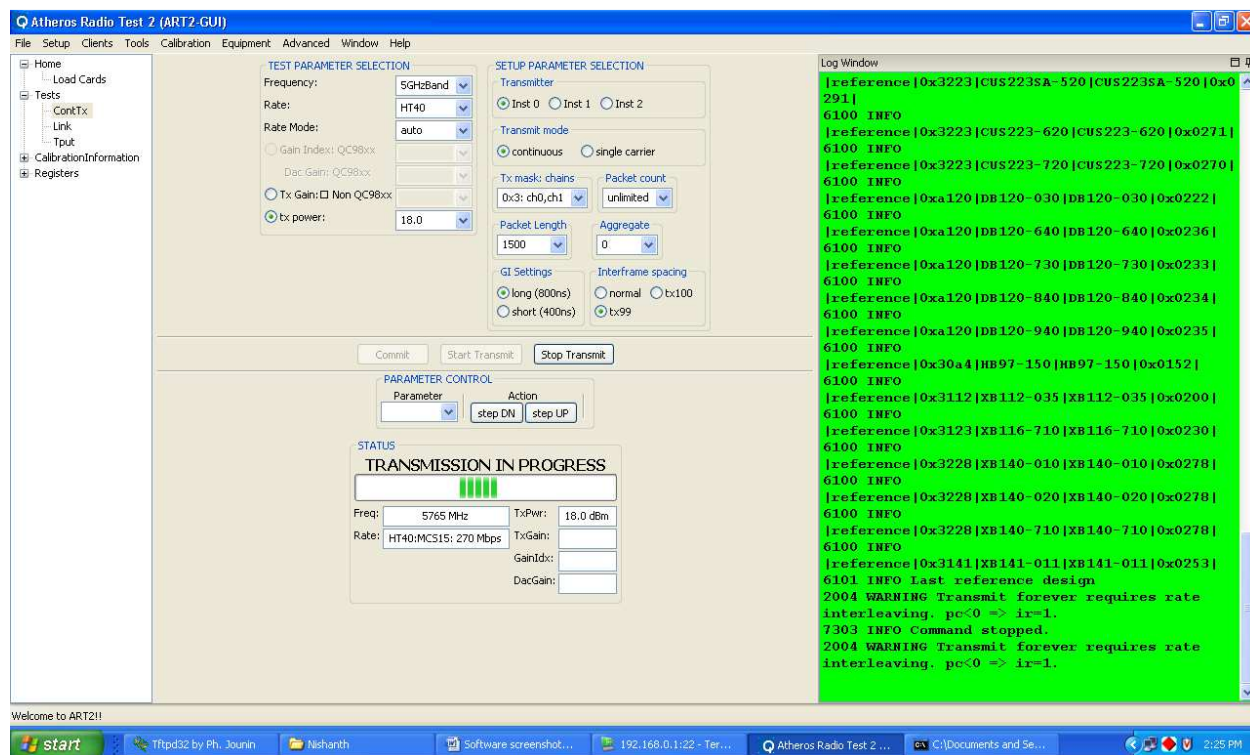 Atheros Radio Test 2 (ART2-GUI)
File Setup Clients Tools Calibration Equipment Advanced Window Help
Home
Load Cards
Tests
ContTx
Link
Tput
CalibrationInformation
Registers
TEST PARAMETER SELECTION
Frequency: 5GHzBand
Rate: HT40
Rate Mode: auto
Gain Index: QC98xx
Dac Gain: QC98xx
Tx Gain: Non QC98xx
tx power: 18.0
SETUP PARAMETER SELECTION
Transmitter
Inst 0 Inst 1 Inst 2
Transmit mode
continuous single carrier
Tx mask: chains Packet count
0x3: ch0,ch1 unlimited
Packet Length Aggregate
1500 0
GI Settings Interframe spacing
long (800ns) normal tx100
short (400ns) tx99
Commit Start Transmit Stop Transmit
PARAMETER CONTROL
Parameter Action
step DN step UP
STATUS
TRANSMISSION IN PROGRESS
Freq: 5765 MHz TxPwr: 18.0 dBm
Rate: HT40:MCS15: 270 Mbps TxGain:
GainIdx:
DacGain:
Log Window
|reference|0x3223|CUS223SA-520|CUS223SA-520|0x0
291|
6100 INFO
|reference|0x3223|CUS223-620|CUS223-620|0x0271|
6100 INFO
|reference|0x3223|CUS223-720|CUS223-720|0x0270|
6100 INFO
|reference|0xa120|DB120-030|DB120-030|0x0222|
6100 INFO
|reference|0xa120|DB120-640|DB120-640|0x0236|
6100 INFO
|reference|0xa120|DB120-730|DB120-730|0x0233|
6100 INFO
|reference|0xa120|DB120-840|DB120-840|0x0234|
6100 INFO
|reference|0xa120|DB120-940|DB120-940|0x0235|
6100 INFO
|reference|0x30a4|HB97-150|HB97-150|0x0152|
6100 INFO
|reference|0x3112|XB112-035|XB112-035|0x0200|
6100 INFO
|reference|0x3123|XB116-710|XB116-710|0x0230|
6100 INFO
|reference|0x3228|XB140-010|XB140-010|0x0278|
6100 INFO
|reference|0x3228|XB140-020|XB140-020|0x0278|
6100 INFO
|reference|0x3228|XB140-710|XB140-710|0x0278|
6100 INFO
|reference|0x3141|XB141-011|XB141-011|0x0253|
6101 INFO Last reference design
2004 WARNING Transmit forever requires rate
interleaving. pc<0 => ir=1.
7303 INFO Command stopped.
2004 WARNING Transmit forever requires rate
interleaving. pc<0 => ir=1.
Welcome to ART2!!
start Tftpd32 by Ph. Jounin Nishanth Software screenshot... 192.168.0.1:22 - Ter... Atheros Radio Test 2 ... C:\Documents and Se... 2:25 PM